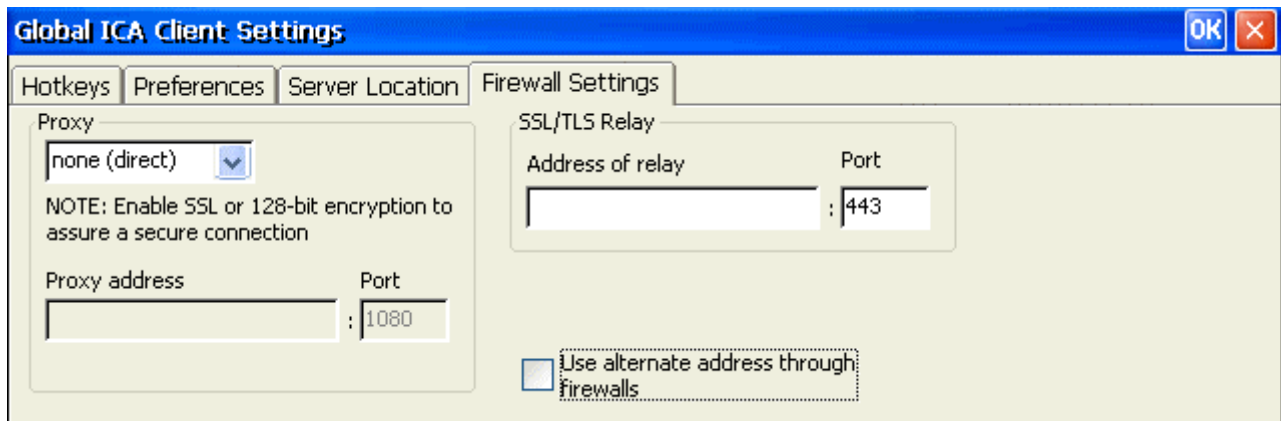 Global ICA Client Settings
OK
Hotkeys
Preferences
Server Location
Firewall Settings
Proxy
none (direct)
NOTE: Enable SSL or 128-bit encryption to
assure a secure connection
Proxy address
Port
: 1080
SSL/TLS Relay
Address of relay
Port
: 443
Use alternate address through
firewalls